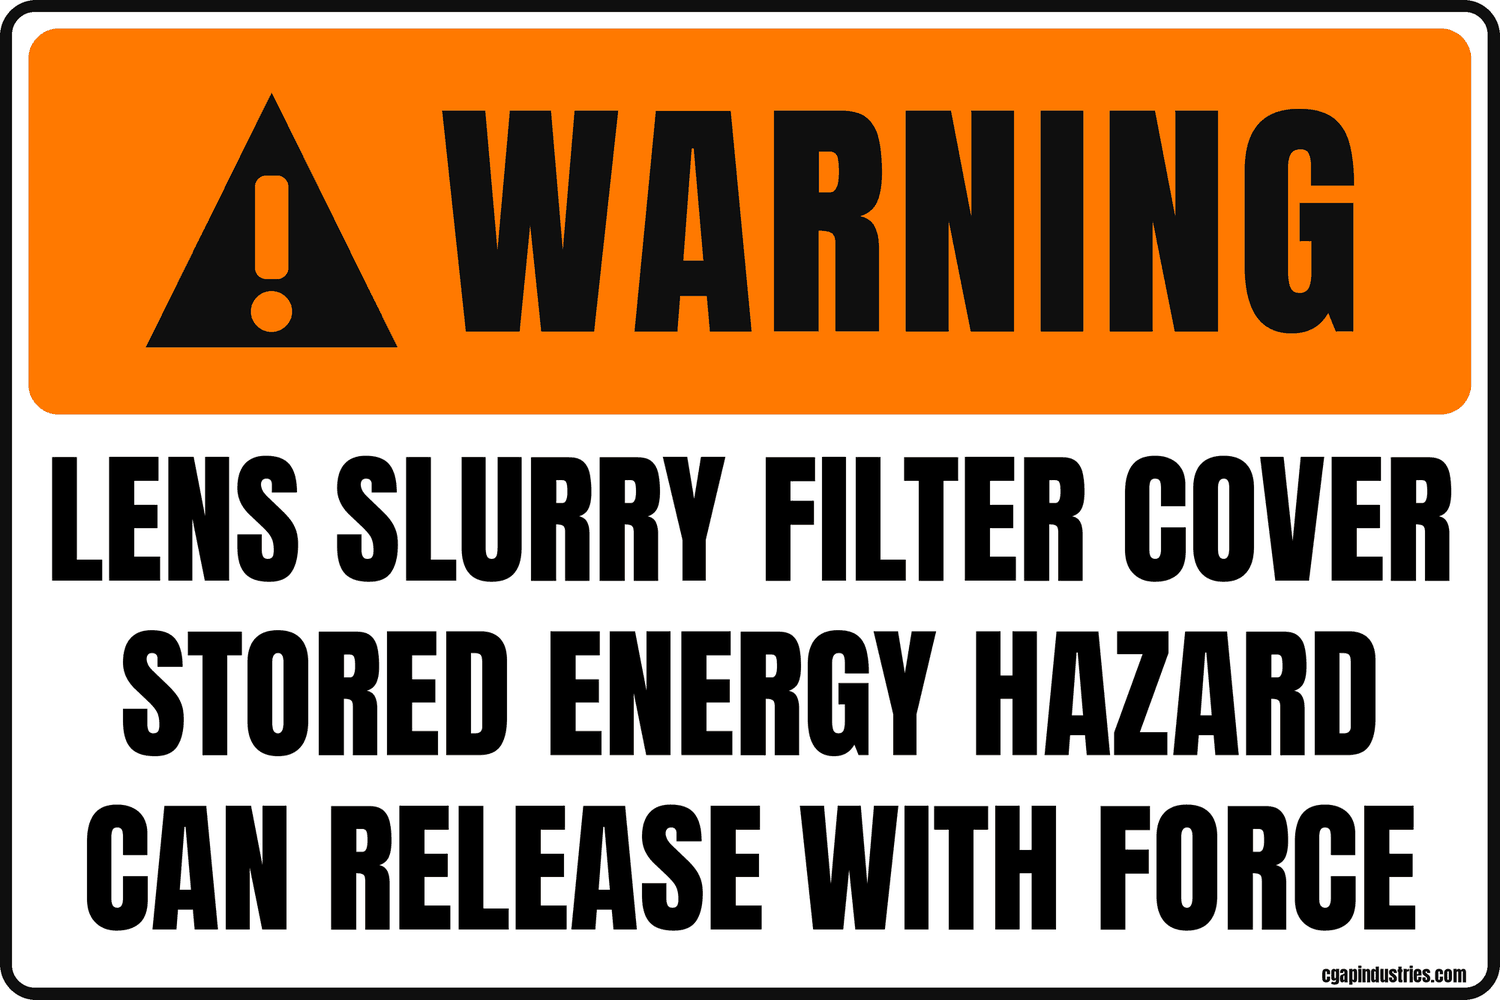 WARNING
LENS SLURRY FILTER COVER
STORED ENERGY HAZARD
CAN RELEASE WITH FORCE
cgapindustries.com